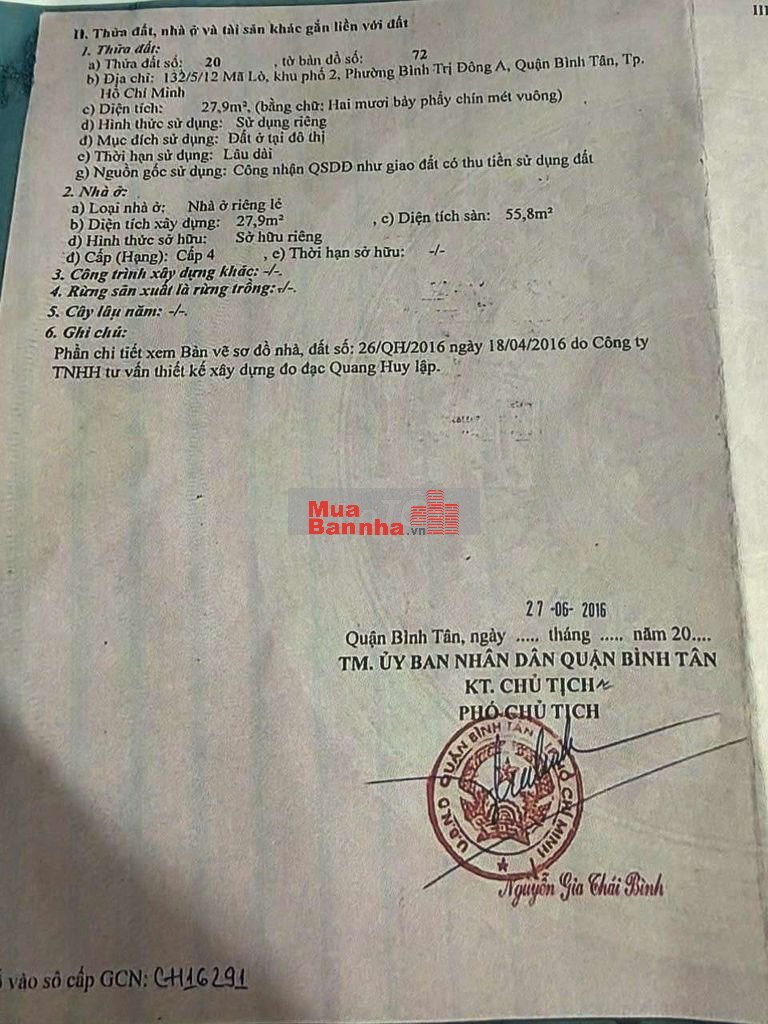 III
II. Thửa đất, nhà ở và tài sản khác gắn liền với đất
1. Thửa đất:
a) Thửa đất số: 20 , tờ bản đồ số: 72
b) Địa chỉ: 132/5/12 Mã Lò, khu phố 2, Phường Bình Trị Đông A, Quận Bình Tân, Tp.
Hồ Chí Minh
c) Diện tích: 27,9m², (bằng chữ: Hai mươi bảy phẩy chín mét vuông)
d) Hình thức sử dụng: Sử dụng riêng
đ) Mục đích sử dụng: Đất ở tại đô thị
e) Thời hạn sử dụng: Lâu dài
g) Nguồn gốc sử dụng: Công nhận QSDĐ như giao đất có thu tiền sử dụng đất
2. Nhà ở:
a) Loại nhà ở: Nhà ở riêng lẻ
b) Diện tích xây dựng: 27,9m² , c) Diện tích sàn: 55,8m²
d) Hình thức sở hữu: Sở hữu riêng
đ) Cấp (Hạng): Cấp 4 , e) Thời hạn sở hữu: -/-
3. Công trình xây dựng khác: -/-.
4. Rừng sản xuất là rừng trồng: -/-.
5. Cây lâu năm: -/-.
6. Ghi chú:
Phần chi tiết xem Bản vẽ sơ đồ nhà, đất số: 26/QH/2016 ngày 18/04/2016 do Công ty
TNHH tư vấn thiết kế xây dựng đo đạc Quang Huy lập.
Mua
Bannha.vn
27 -06- 2016
Quận Bình Tân, ngày ..... tháng ..... năm 20....
TM. ỦY BAN NHÂN DÂN QUẬN BÌNH TÂN
KT. CHỦ TỊCH
PHÓ CHỦ TỊCH
U.B.N.D QUẬN BÌNH TÂN HỒ CHÍ MINH
Nguyễn Gia Thái Bình
vào sổ cấp GCN: CH16291